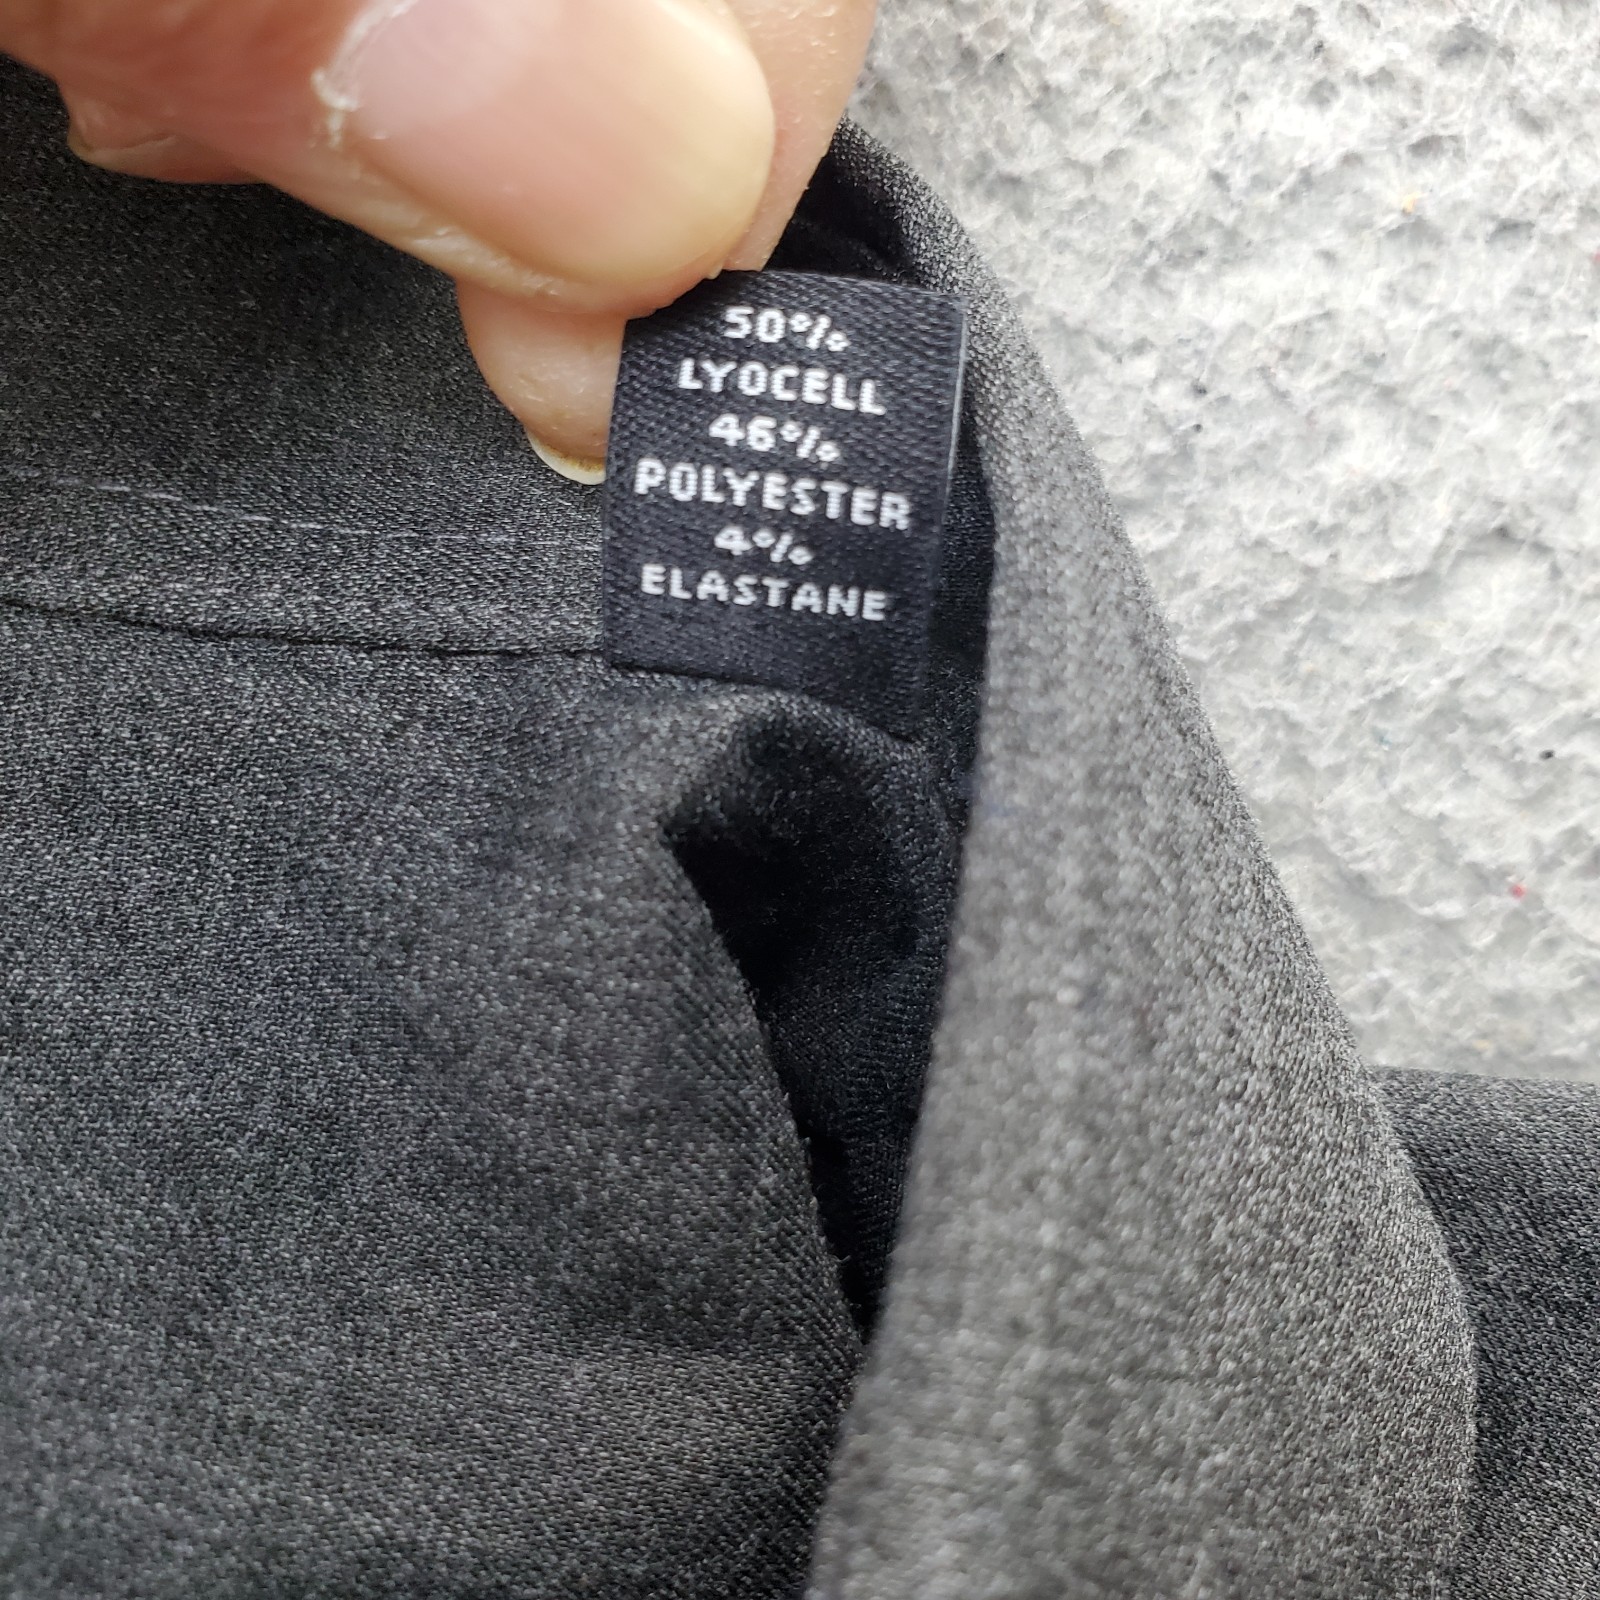 50%
LYOCELL
46%
POLYESTER
4%
ELASTANE